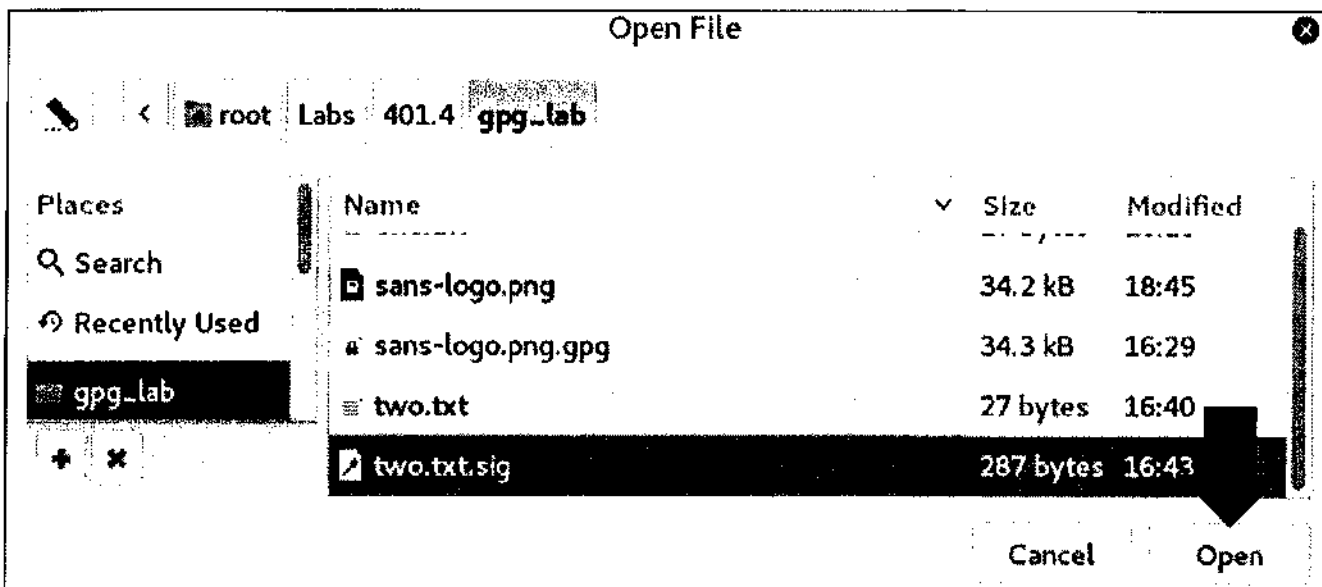 Open File
root Labs 401.4 gpg_lab
Places
Name Size Modified
Search
sans-logo.png 34.2 kB 18:45
Recently Used
sans-logo.png.gpg 34.3 kB 16:29
gpg_lab
two.txt 27 bytes 16:40
two.txt.sig 287 bytes 16:43
Cancel Open